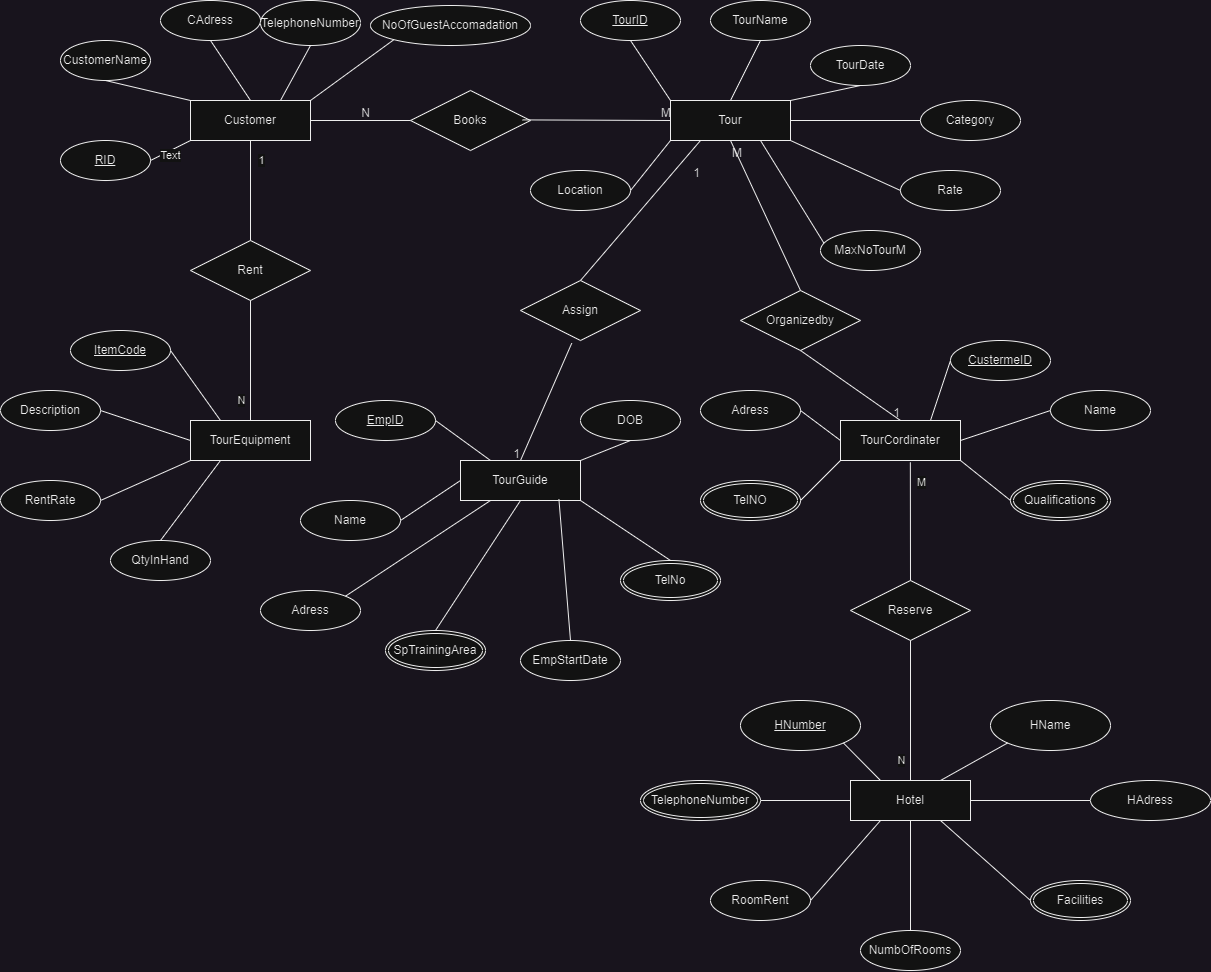 CAdress
TelephoneNumber
NoOfGuestAccomadation
TourID
TourName
CustomerName
TourDate
Customer
N
Books
M
Tour
Category
RID
Text
1
M
1
Location
Rate
MaxNoTourM
Rent
Assign
Organizedby
ItemCode
CustermeID
N
Description
EmpID
DOB
Adress
1
Name
TourEquipment
TourCordinater
1
TourGuide
M
RentRate
TelNO
Qualifications
Name
QtyInHand
TelNo
Adress
Reserve
SpTrainingArea
EmpStartDate
HNumber
HName
N
TelephoneNumber
Hotel
HAdress
RoomRent
Facilities
NumbOfRooms